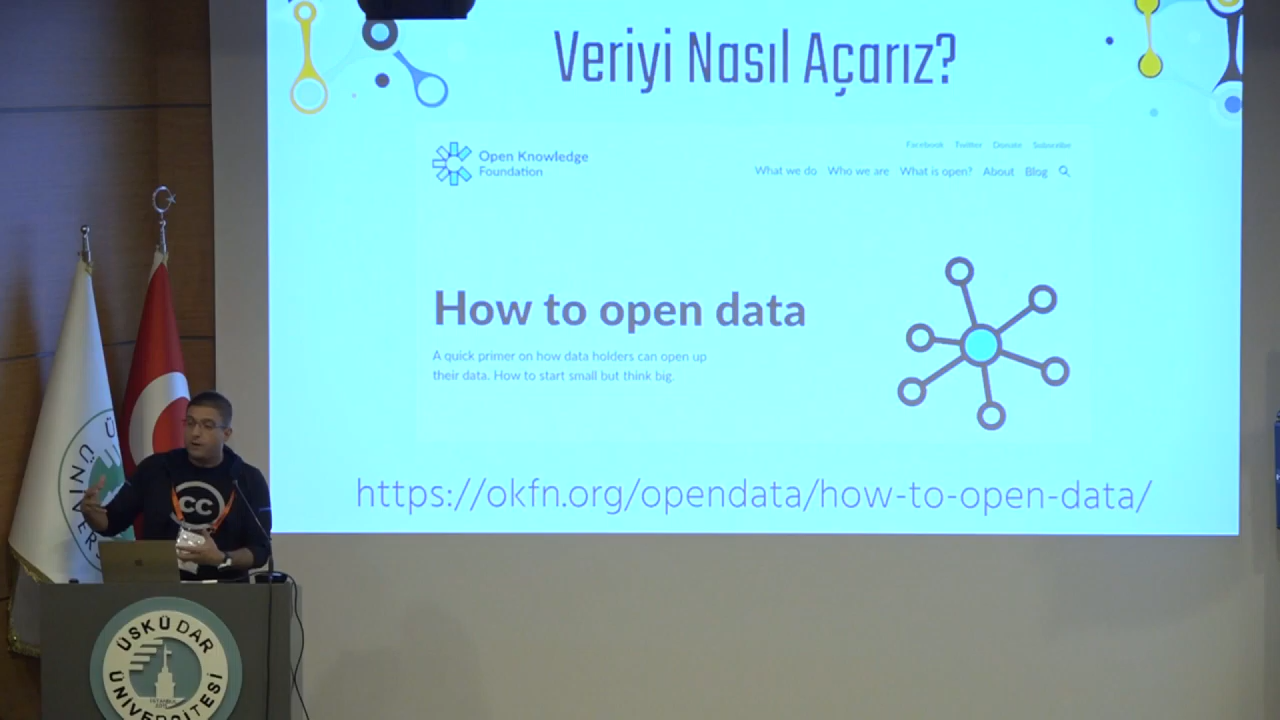 Veriyi Nasıl Açarız?
Open Knowledge
Foundation
Facebook Twitter Donate Subscribe
What we do Who we are What is open? About Blog
How to open data
A quick primer on how data holders can open up
their data. How to start small but think big.
https://okfn.org/opendata/how-to-open-data/
CC
ÜSKÜDAR
ÜNİVERSİTESİ
İSTANBUL